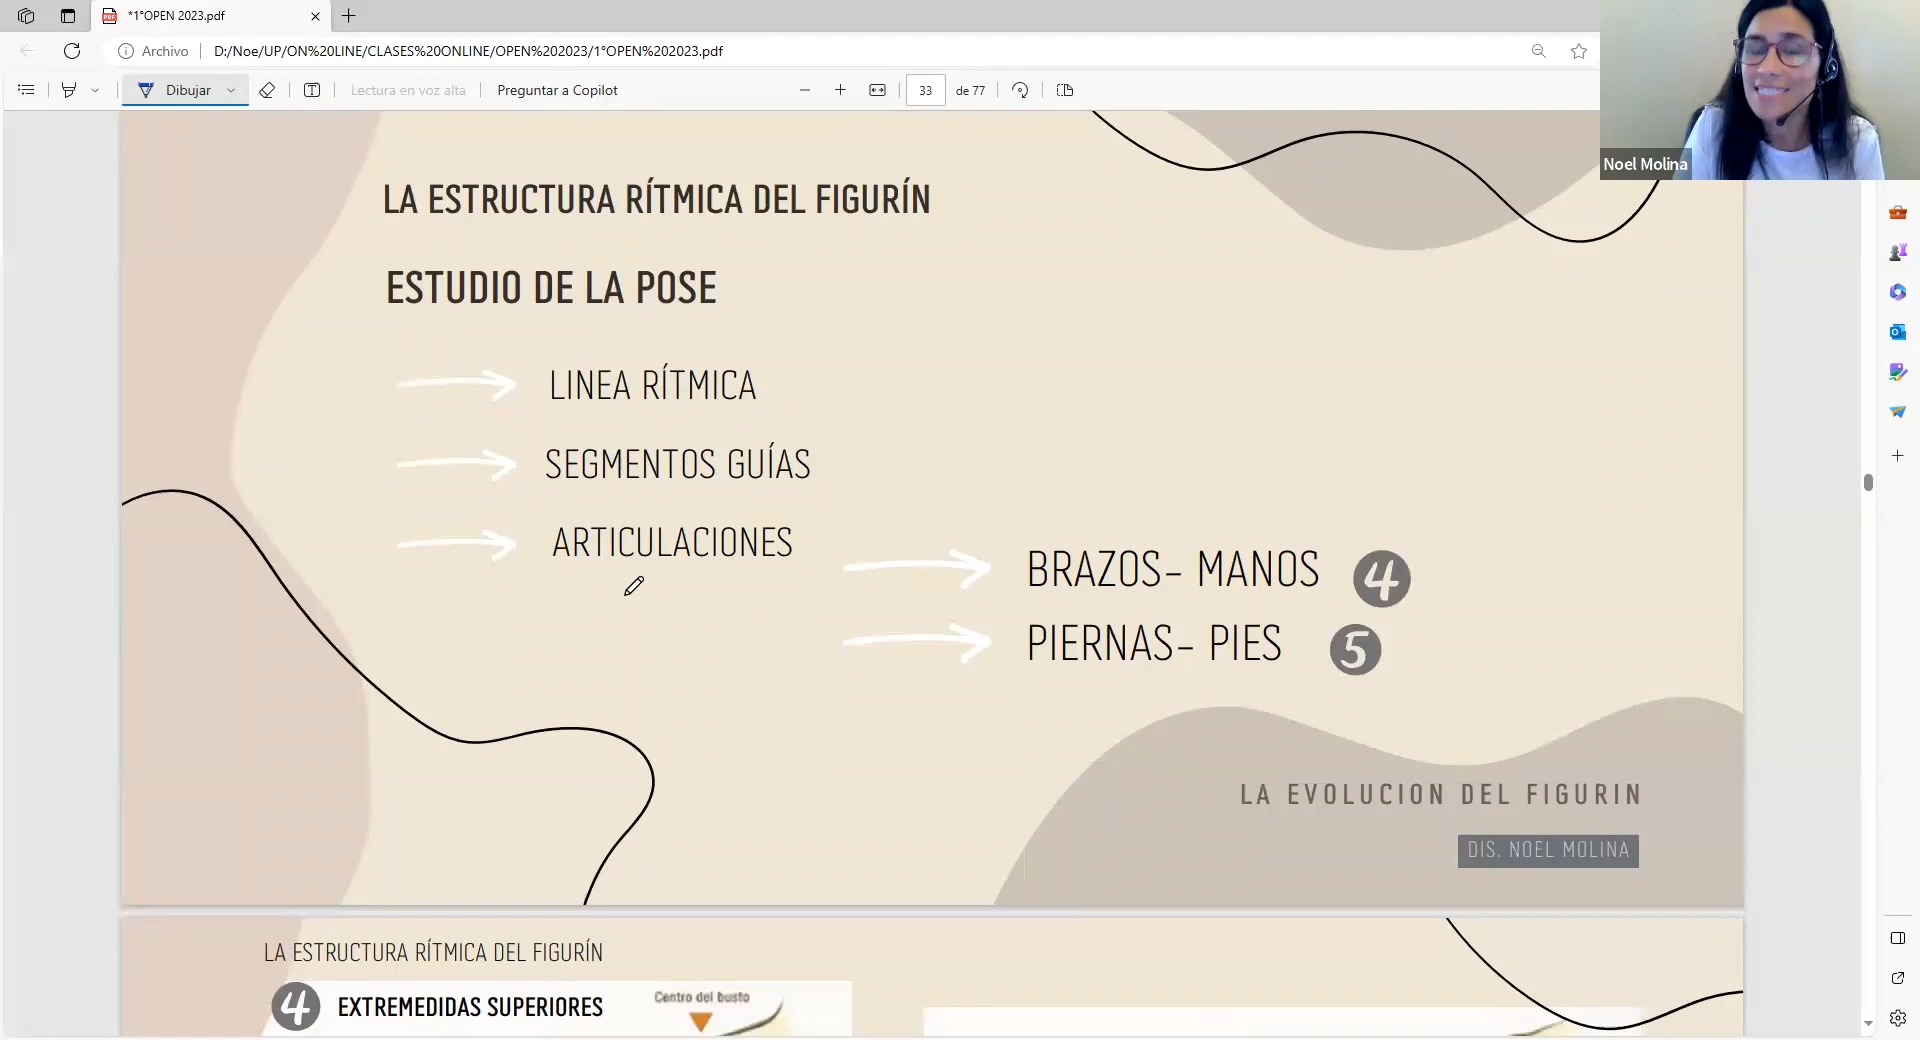 *1°OPEN 2023.pdf
Archivo
D:/Noe/UP/ON%20LINE/CLASES%20ONLINE/OPEN%202023/1°OPEN%202023.pdf
Dibujar
Lectura en voz alta
Preguntar a Copilot
33
de 77
Noel Molina
LA ESTRUCTURA RÍTMICA DEL FIGURÍN
ESTUDIO DE LA POSE
LINEA RÍTMICA
SEGMENTOS GUÍAS
ARTICULACIONES
BRAZOS- MANOS 4
PIERNAS- PIES 5
LA EVOLUCION DEL FIGURIN
DIS. NOEL MOLINA
LA ESTRUCTURA RÍTMICA DEL FIGURÍN
4 EXTREMEDIDAS SUPERIORES
Centro del busto